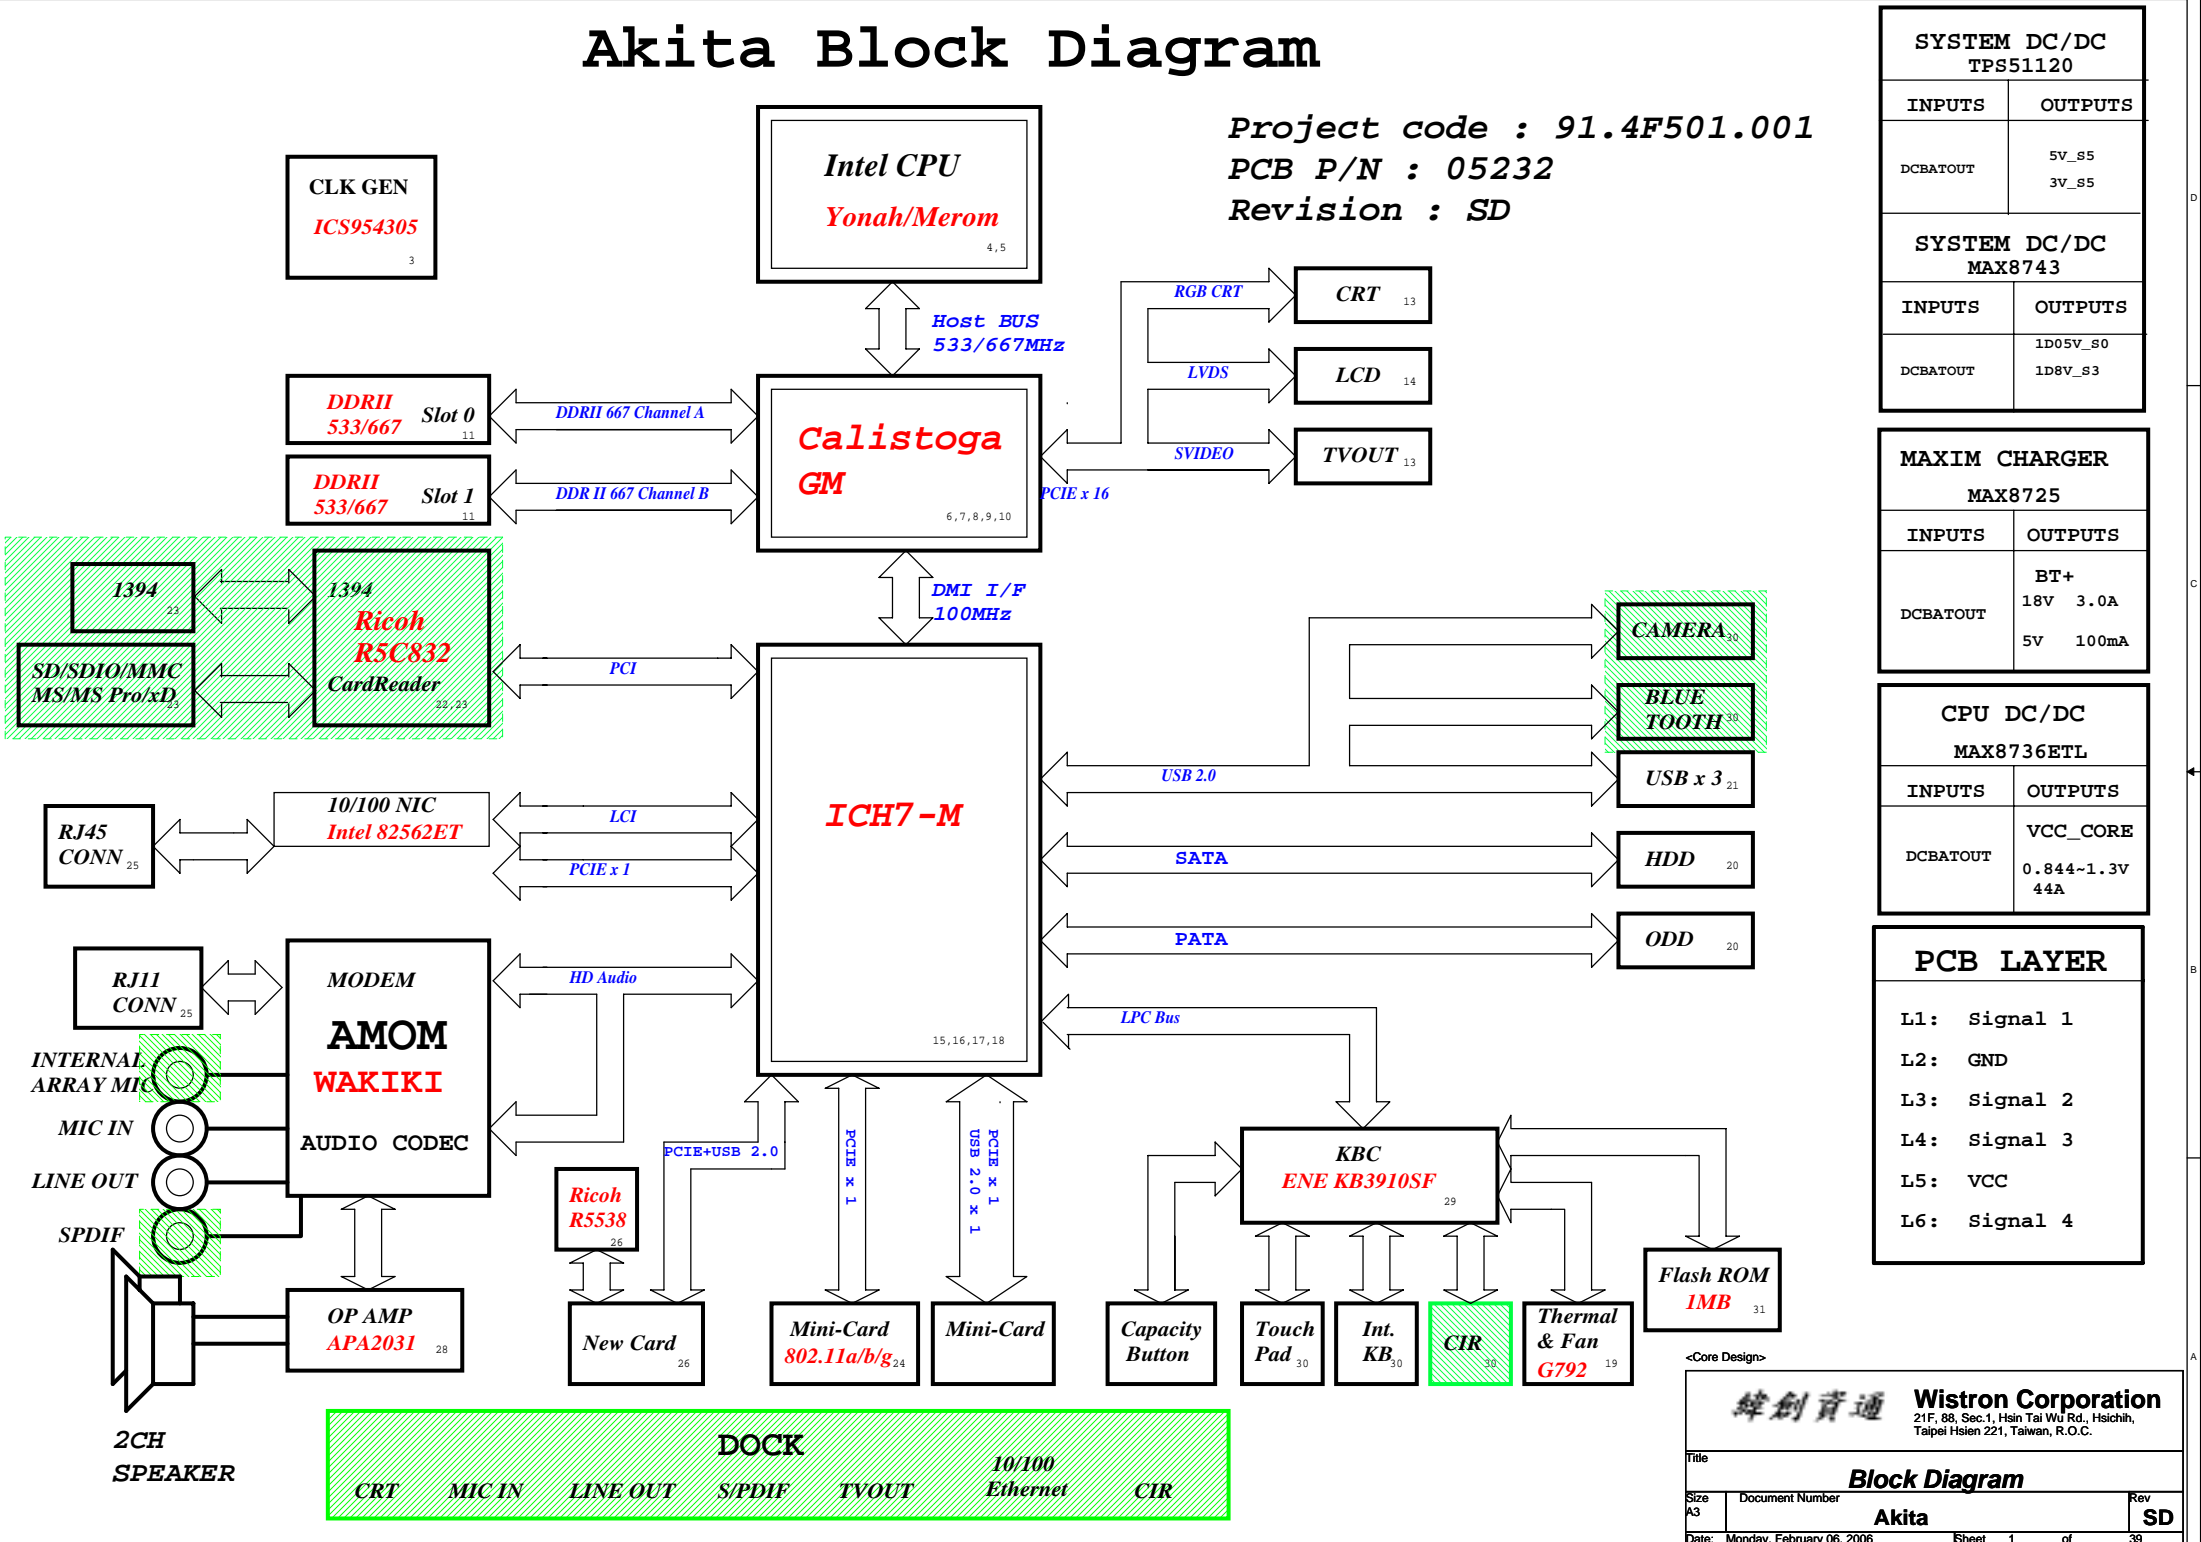 Akita Block Diagram
Project code : 91.4F501.001
PCB P/N : 05232
Revision : SD
CLK GEN
ICS954305
3
Intel CPU
Yonah/Merom
4,5
Host BUS
533/667MHz
DDRII
533/667
Slot 0
11
DDRII 667 Channel A
DDRII
533/667
Slot 1
11
DDR II 667 Channel B
Calistoga
GM
6,7,8,9,10
PCIE x 16
RGB CRT
CRT
13
LVDS
LCD
14
SVIDEO
TVOUT
13
DMI I/F
100MHz
1394
23
SD/SDIO/MMC
MS/MS Pro/xD
23
1394
Ricoh
R5C832
CardReader
22,23
PCI
ICH7-M
15,16,17,18
CAMERA
30
BLUE
TOOTH
30
USB 2.0
USB x 3
21
SATA
HDD
20
PATA
ODD
20
LPC Bus
RJ45
CONN
25
10/100 NIC
Intel 82562ET
LCI
PCIE x 1
RJ11
CONN
25
MODEM
AMOM
WAKIKI
AUDIO CODEC
HD Audio
INTERNAL
ARRAY MIC
MIC IN
LINE OUT
SPDIF
OP AMP
APA2031
28
2CH
SPEAKER
Ricoh
R5538
26
PCIE+USB 2.0
New Card
26
PCIE x 1
Mini-Card
802.11a/b/g
24
PCIE x 1
USB 2.0 x 1
Mini-Card
KBC
ENE KB3910SF
29
Capacity
Button
Touch
Pad
30
Int.
KB
30
CIR
30
Thermal
& Fan
G792
19
Flash ROM
1MB
31
DOCK
CRT
MIC IN
LINE OUT
S/PDIF
TVOUT
10/100
Ethernet
CIR
SYSTEM DC/DC
TPS51120
INPUTS OUTPUTS
DCBATOUT
5V_S5
3V_S5
SYSTEM DC/DC
MAX8743
INPUTS OUTPUTS
DCBATOUT
1D05V_S0
1D8V_S3
MAXIM CHARGER
MAX8725
INPUTS OUTPUTS
DCBATOUT
BT+
18V 3.0A
5V 100mA
CPU DC/DC
MAX8736ETL
INPUTS OUTPUTS
DCBATOUT
VCC_CORE
0.844~1.3V
44A
PCB LAYER
L1: Signal 1
L2: GND
L3: Signal 2
L4: Signal 3
L5: VCC
L6: Signal 4
D
C
B
A
<Core Design>
緯創資通
Wistron Corporation
21F, 88, Sec.1, Hsin Tai Wu Rd., Hsichih,
Taipei Hsien 221, Taiwan, R.O.C.
Title
Block Diagram
Size
A3
Document Number
Akita
Rev
SD
Date: Monday, February 06, 2006 Sheet 1 of 39